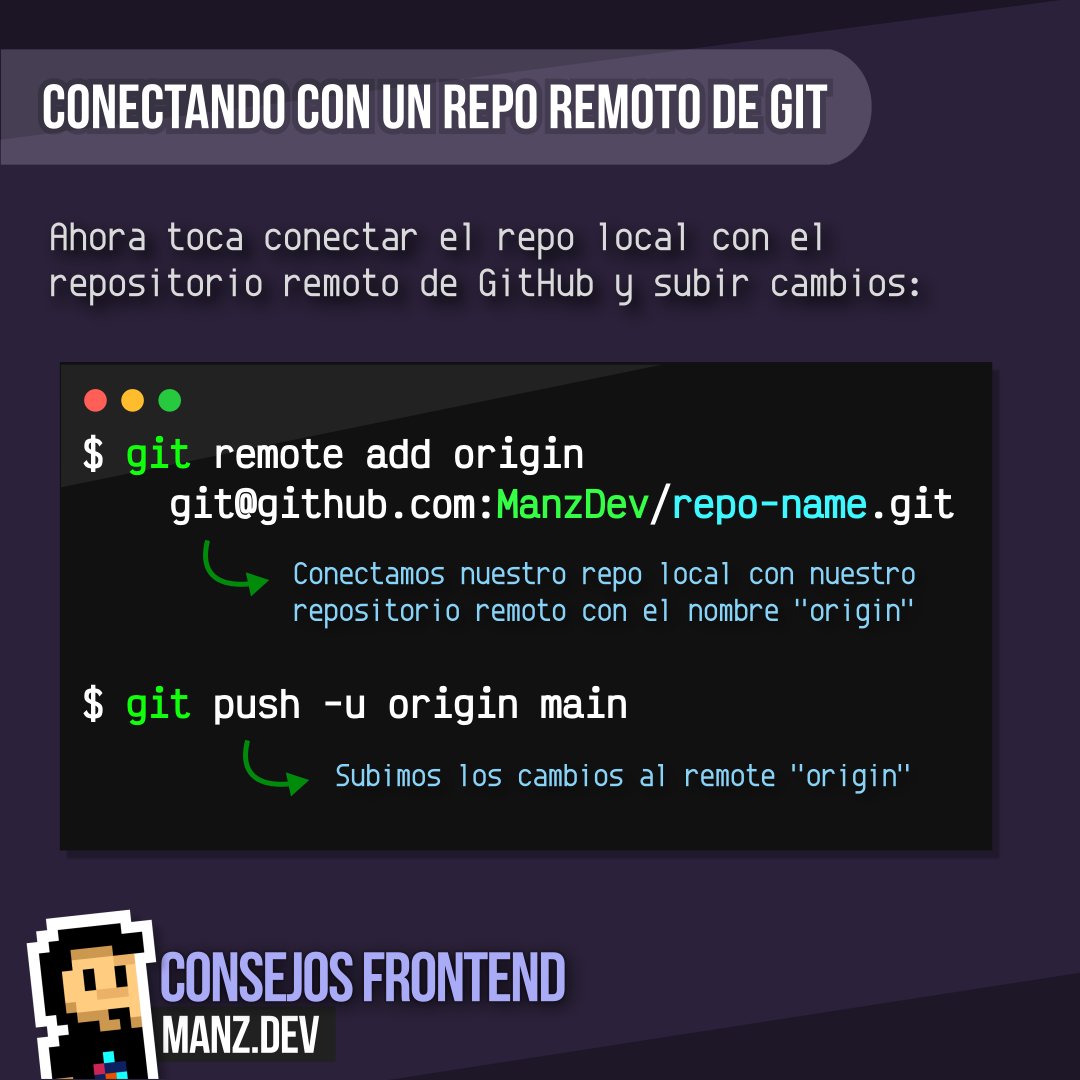 CONECTANDO CON UN REPO REMOTO DE GIT
Ahora toca conectar el repo local con el
repositorio remoto de GitHub y subir cambios:
$ git remote add origin
git@github.com:ManzDev/repo-name.git
Conectamos nuestro repo local con nuestro
repositorio remoto con el nombre "origin"
$ git push -u origin main
Subimos los cambios al remote "origin"
CONSEJOS FRONTEND
MANZ.DEV